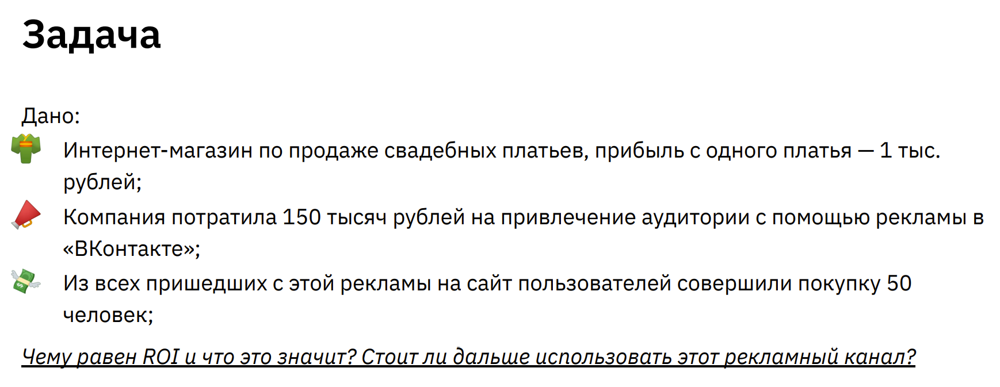 Задача
Дано:
Интернет-магазин по продаже свадебных платьев, прибыль с одного платья — 1 тыс.
рублей;
Компания потратила 150 тысяч рублей на привлечение аудитории с помощью рекламы в
«ВКонтакте»;
Из всех пришедших с этой рекламы на сайт пользователей совершили покупку 50
человек;
Чему равен ROI и что это значит? Стоит ли дальше использовать этот рекламный канал?